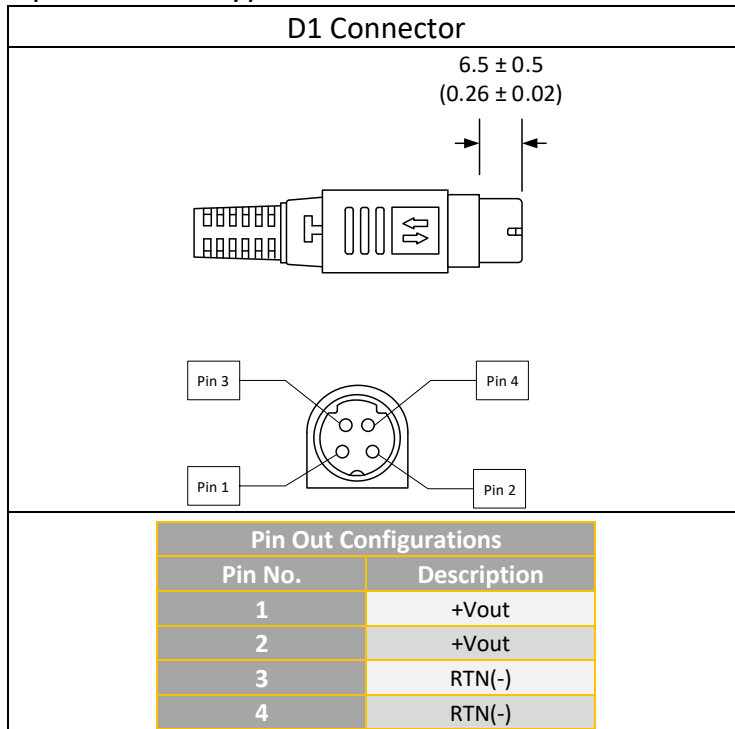 D1 Connector
6.5 ± 0.5
(0.26 ± 0.02)
Pin 3
Pin 4
Pin 1
Pin 2
Pin Out Configurations
Pin No. Description
1 +Vout
2 +Vout
3 RTN(-)
4 RTN(-)